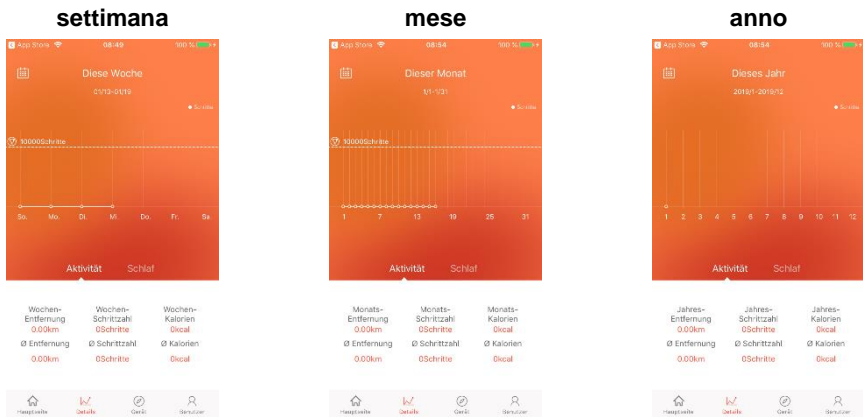 settimana
App Store 08:49 100 %
Diese Woche
01/13-01/19
Schritte
10000Schritte
So. Mo. Di. Mi. Do. Fr. Sa.
Aktivität Schlaf
Wochen- Wochen- Wochen-
Entfernung Schrittzahl Kalorien
0.00km 0Schritte 0kcal
Ø Entfernung Ø Schrittzahl Ø Kalorien
0.00km 0Schritte 0kcal
Hauptseite Details Gerät Benutzer
mese
App Store 08:54 100 %
Dieser Monat
1/1-1/31
Schritte
10000Schritte
1 7 13 19 25 31
Aktivität Schlaf
Monats- Monats- Monats-
Entfernung Schrittzahl Kalorien
0.00km 0Schritte 0kcal
Ø Entfernung Ø Schrittzahl Ø Kalorien
0.00km 0Schritte 0kcal
Hauptseite Details Gerät Benutzer
anno
App Store 08:54 100 %
Dieses Jahr
2019/1-2019/12
Schritte
1 2 3 4 5 6 7 8 9 10 11 12
Aktivität Schlaf
Jahres- Jahres- Jahres-
Entfernung Schrittzahl Kalorien
0.00km 0Schritte 0kcal
Ø Entfernung Ø Schrittzahl Ø Kalorien
0.00km 0Schritte 0kcal
Hauptseite Details Gerät Benutzer